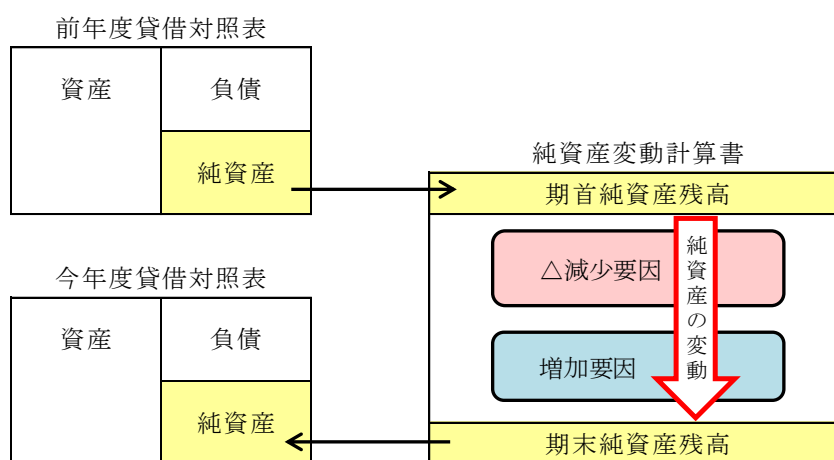 前年度貸借対照表
資産
負債
純資産
純資産変動計算書
期首純資産残高
△減少要因
増加要因
純資産の変動
期末純資産残高
今年度貸借対照表
資産
負債
純資産